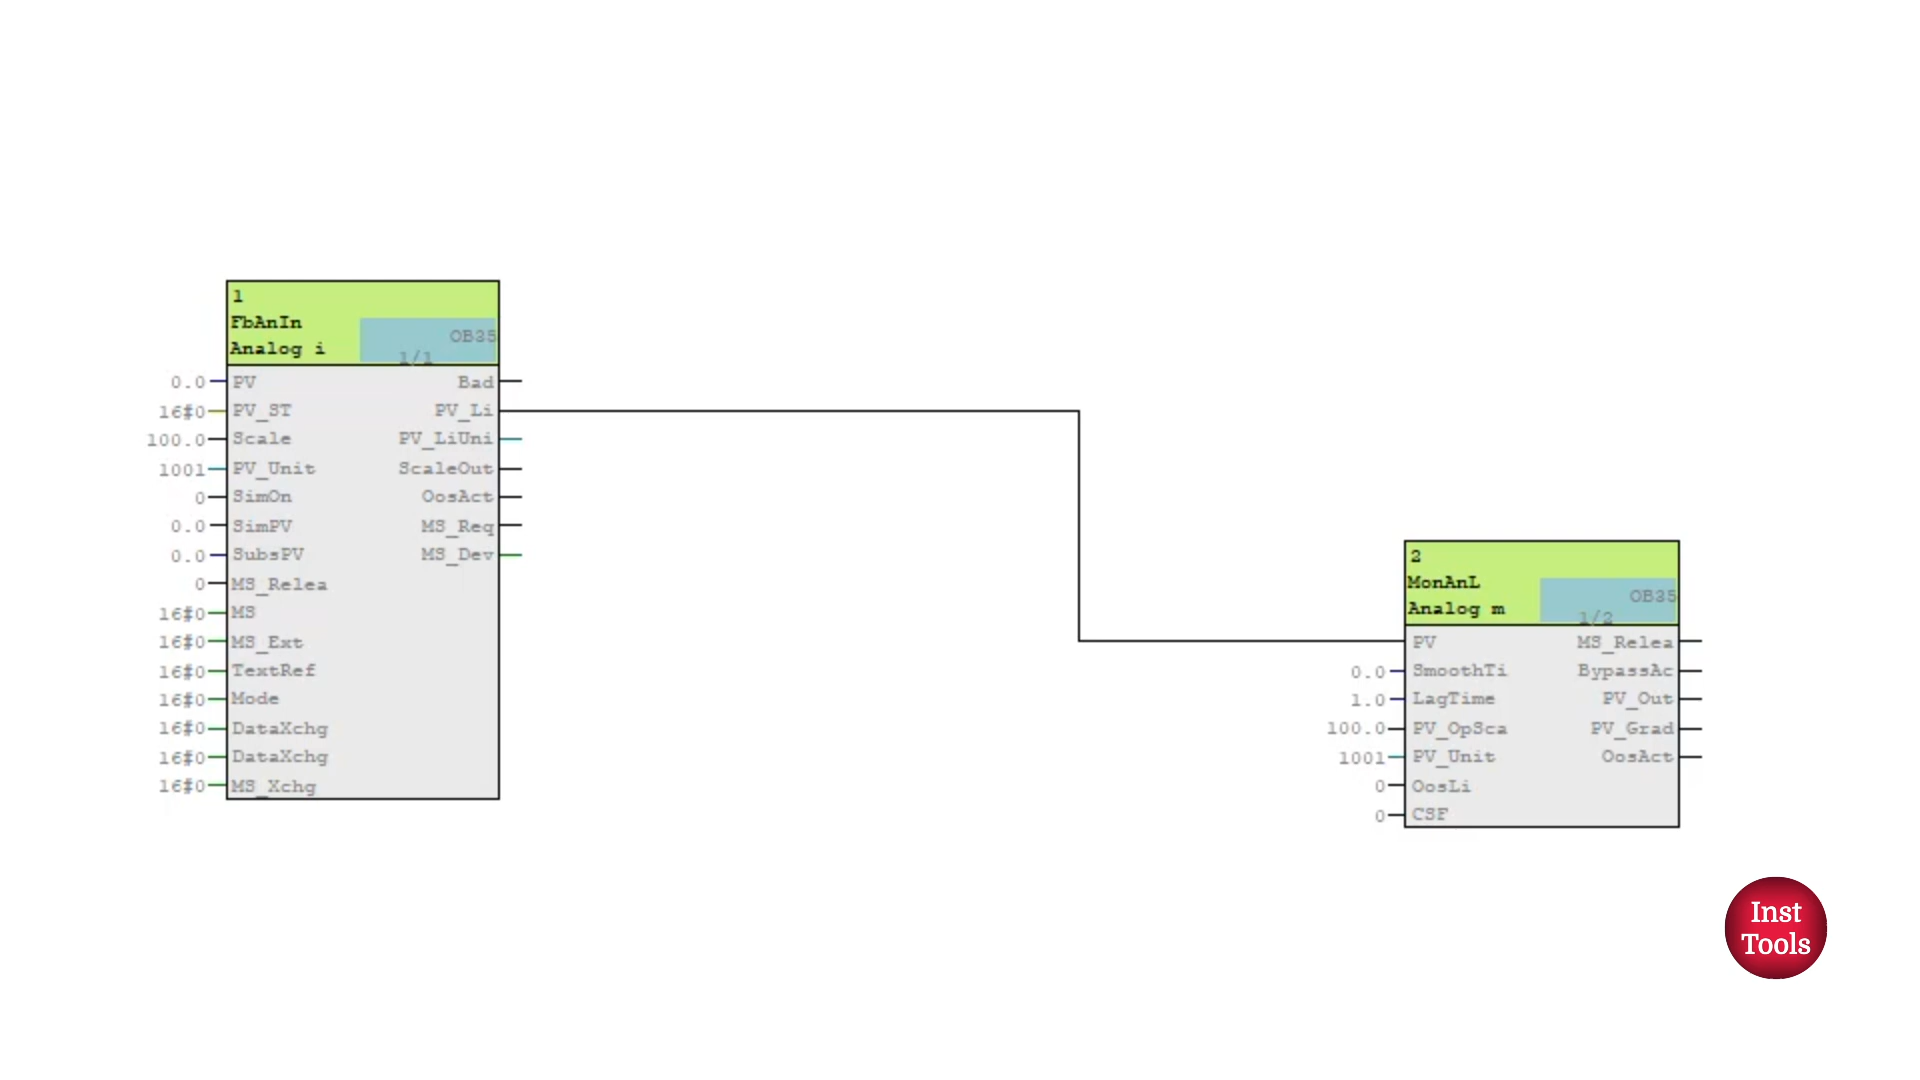 1
FbAnIn
OB35
Analog i
1/1
0.0 PV Bad
16#0 PV_ST PV_Li
100.0 Scale PV_LiUni
1001 PV_Unit ScaleOut
0 SimOn OosAct
0.0 SimPV MS_Req
0.0 SubsPV MS_Dev
0 MS_Relea
16#0 MS
16#0 MS_Ext
16#0 TextRef
16#0 Mode
16#0 DataXchg
16#0 DataXchg
16#0 MS_Xchg
2
MonAnL
OB35
Analog m
1/2
PV MS_Relea
0.0 SmoothTi BypassAc
1.0 LagTime PV_Out
100.0 PV_OpSca PV_Grad
1001 PV_Unit OosAct
0 OosLi
0 CSF
Inst
Tools